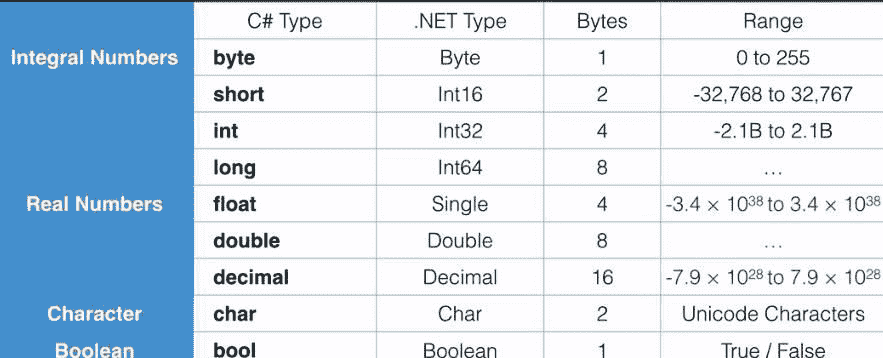 C# Type .NET Type Bytes Range
Integral Numbers byte Byte 1 0 to 255
short Int16 2 -32,768 to 32,767
int Int32 4 -2.1B to 2.1B
long Int64 8 ...
Real Numbers float Single 4 -3.4 × 10³⁸ to 3.4 × 10³⁸
double Double 8 ...
decimal Decimal 16 -7.9 × 10²⁸ to 7.9 × 10²⁸
Character char Char 2 Unicode Characters
Boolean bool Boolean 1 True / False